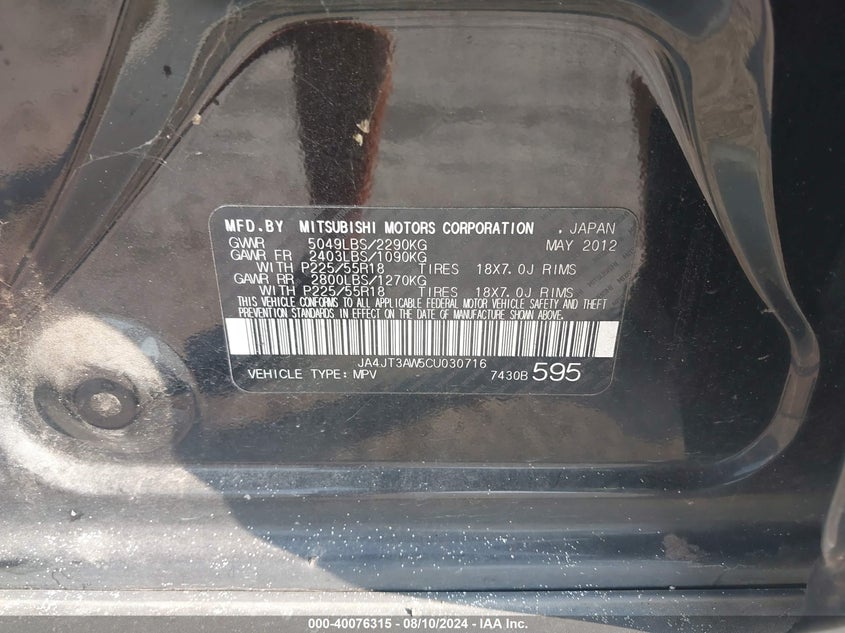 MFD.BY MITSUBISHI MOTORS CORPORATION , JAPAN
GVWR 5049LBS/2290KG MAY 2012
GAWR FR 2403LBS/1090KG
WITH P225/55R18 TIRES 18X7.0J RIMS
GAWR RR 2800LBS/1270KG
WITH P225/55R18 TIRES 18X7.0J RIMS
THIS VEHICLE CONFORMS TO ALL APPLICABLE FEDERAL MOTOR VEHICLE SAFETY AND THEFT
PREVENTION STANDARDS IN EFFECT ON THE DATE OF MANUFACTURE SHOWN ABOVE.
JA4JT3AW5CU030716
VEHICLE TYPE: MPV 7430B 595
000-40076315 - 08/10/2024 - IAA Inc.